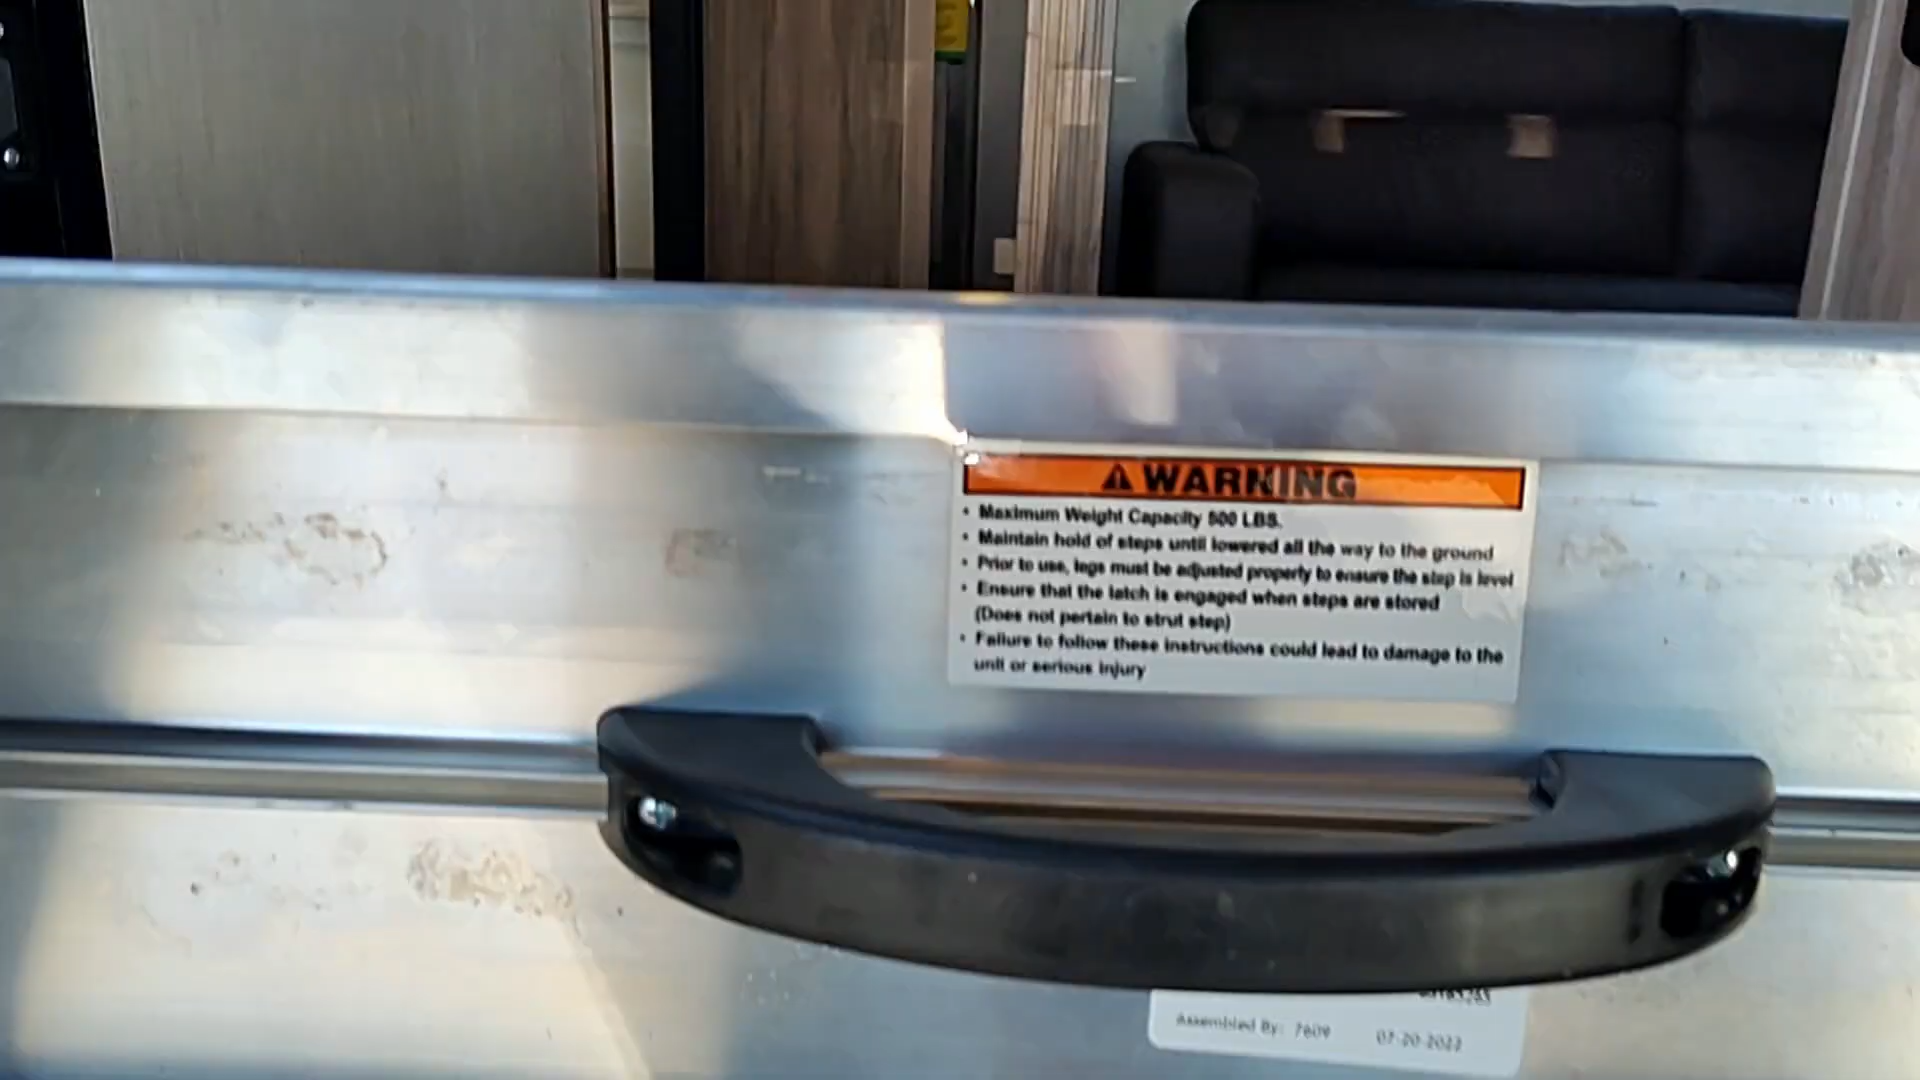 ⚠ WARNING
• Maximum Weight Capacity 500 LBS.
• Maintain hold of steps until lowered all the way to the ground
• Prior to use, legs must be adjusted properly to ensure the step is level
• Ensure that the latch is engaged when steps are stored
(Does not pertain to strut step)
• Failure to follow these instructions could lead to damage to the
unit or serious injury
Assembled By: 7609 07-20-2022